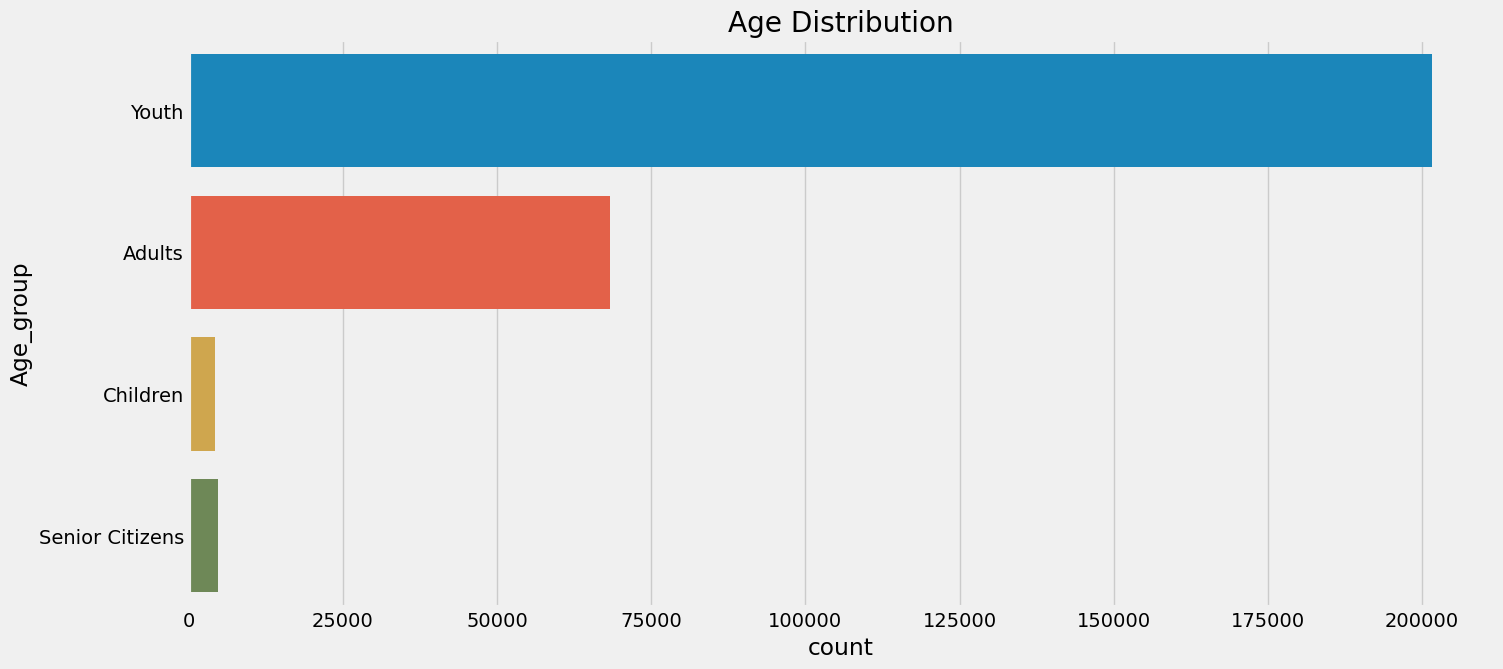 Age Distribution
Youth
Adults
Children
Senior Citizens
Age_group
0 25000 50000 75000 100000 125000 150000 175000 200000
count